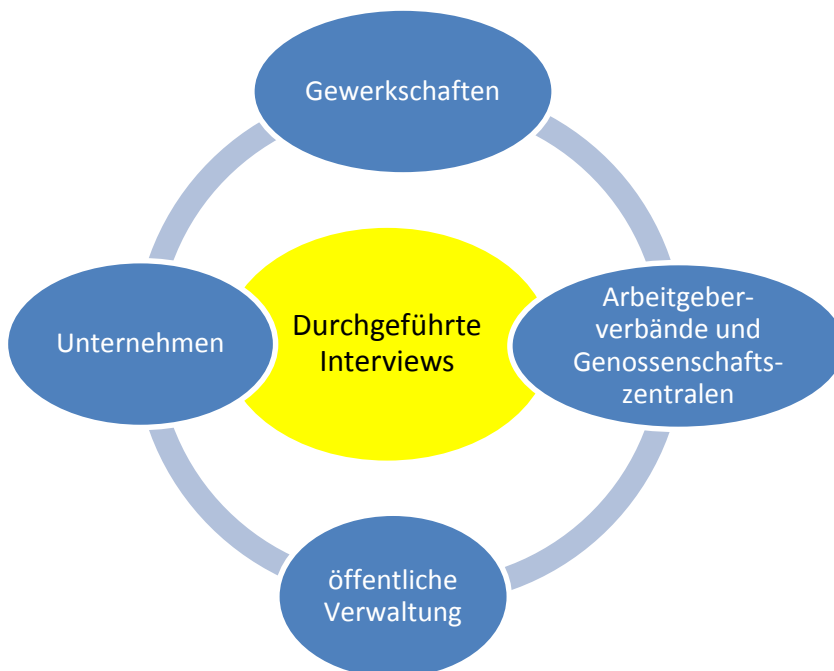 Gewerkschaften
Unternehmen
Durchgeführte
Interviews
Arbeitgeber-
verbände und
Genossenschafts-
zentralen
öffentliche
Verwaltung